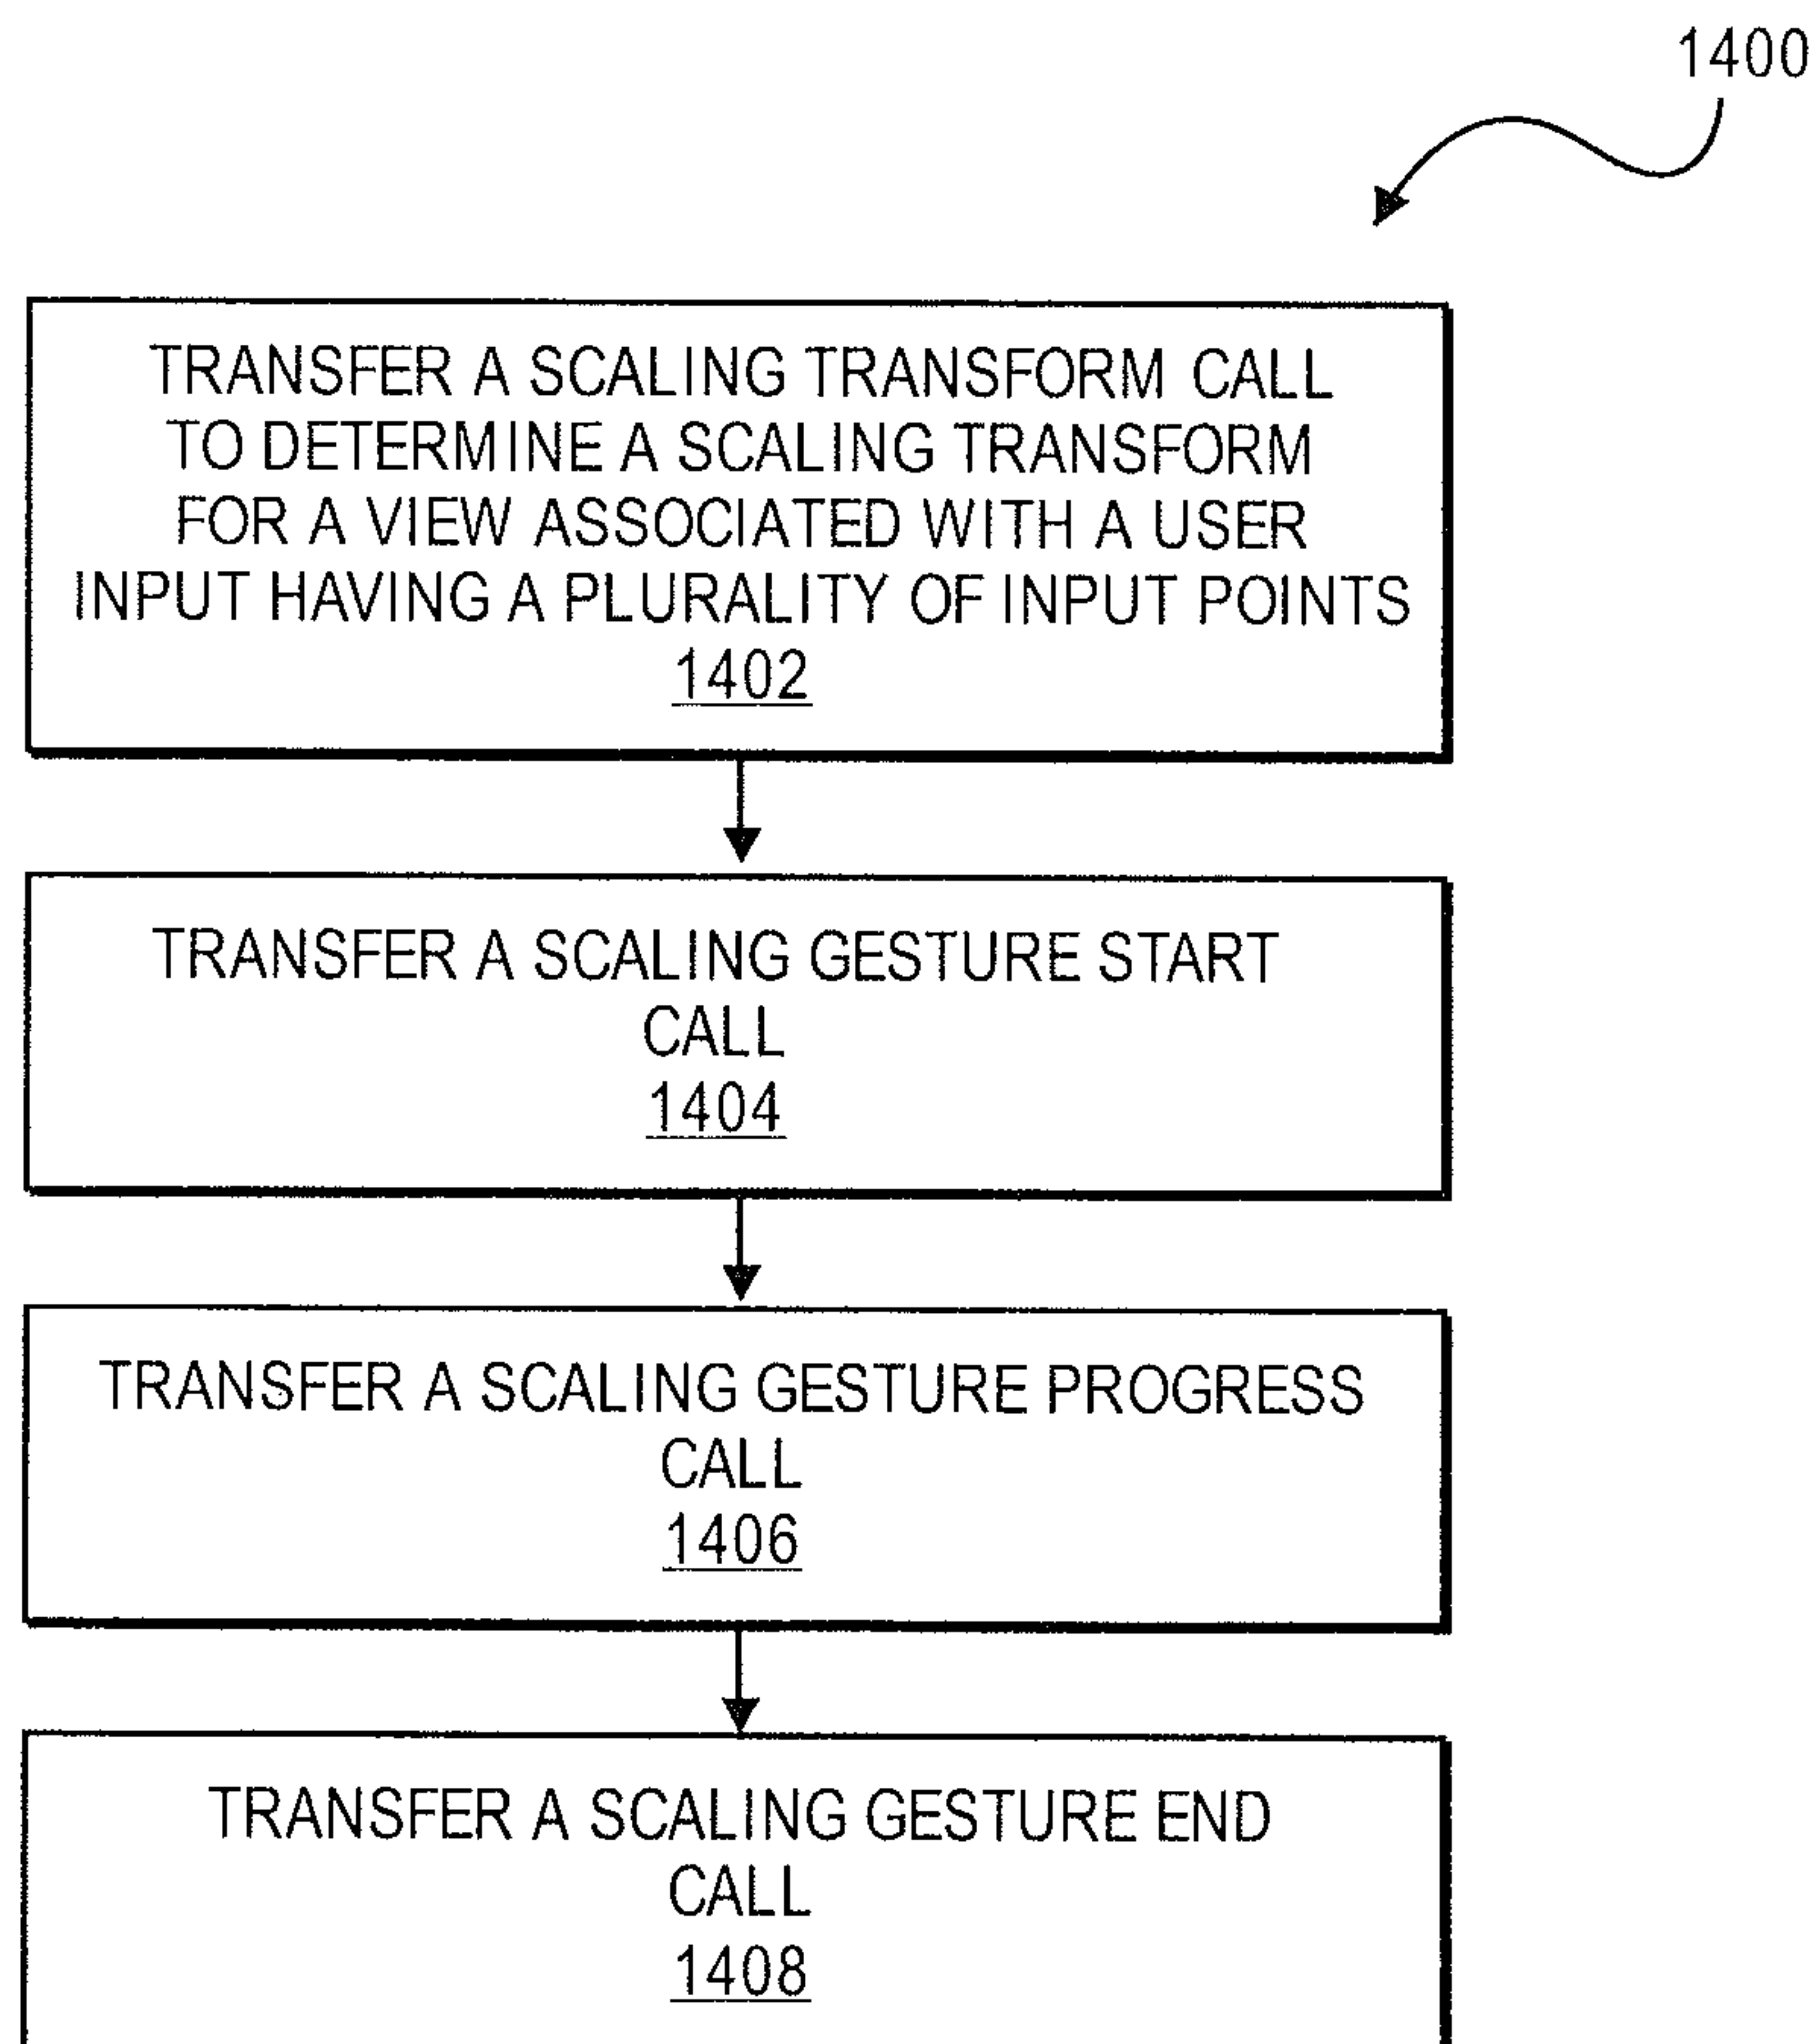 1400
TRANSFER A SCALING TRANSFORM CALL
TO DETERMINE A SCALING TRANSFORM
FOR A VIEW ASSOCIATED WITH A USER
INPUT HAVING A PLURALITY OF INPUT POINTS
1402
TRANSFER A SCALING GESTURE START
CALL
1404
TRANSFER A SCALING GESTURE PROGRESS
CALL
1406
TRANSFER A SCALING GESTURE END
CALL
1408